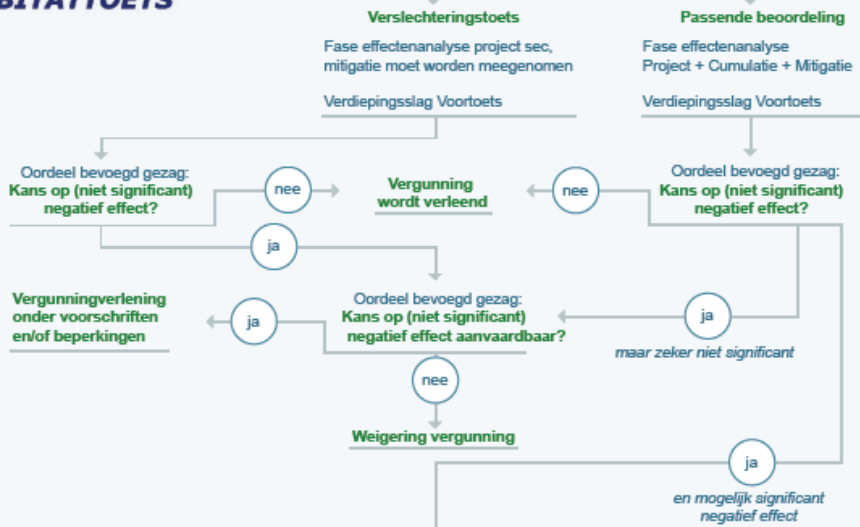 BITATTOETS
Verslechteringstoets
Fase effectenanalyse project sec,
mitigatie moet worden meegenomen
Verdiepingsslag Voortoets
Passende beoordeling
Fase effectenanalyse
Project + Cumulatie + Mitigatie
Verdiepingsslag Voortoets
Oordeel bevoegd gezag:
Kans op (niet significant)
negatief effect?
nee
Vergunning
wordt verleend
nee
Oordeel bevoegd gezag:
Kans op (niet significant)
negatief effect?
ja
Vergunningverlening
onder voorschriften
en/of beperkingen
ja
Oordeel bevoegd gezag:
Kans op (niet significant)
negatief effect aanvaardbaar?
ja
maar zeker niet significant
nee
Weigering vergunning
ja
en mogelijk significant
negatief effect